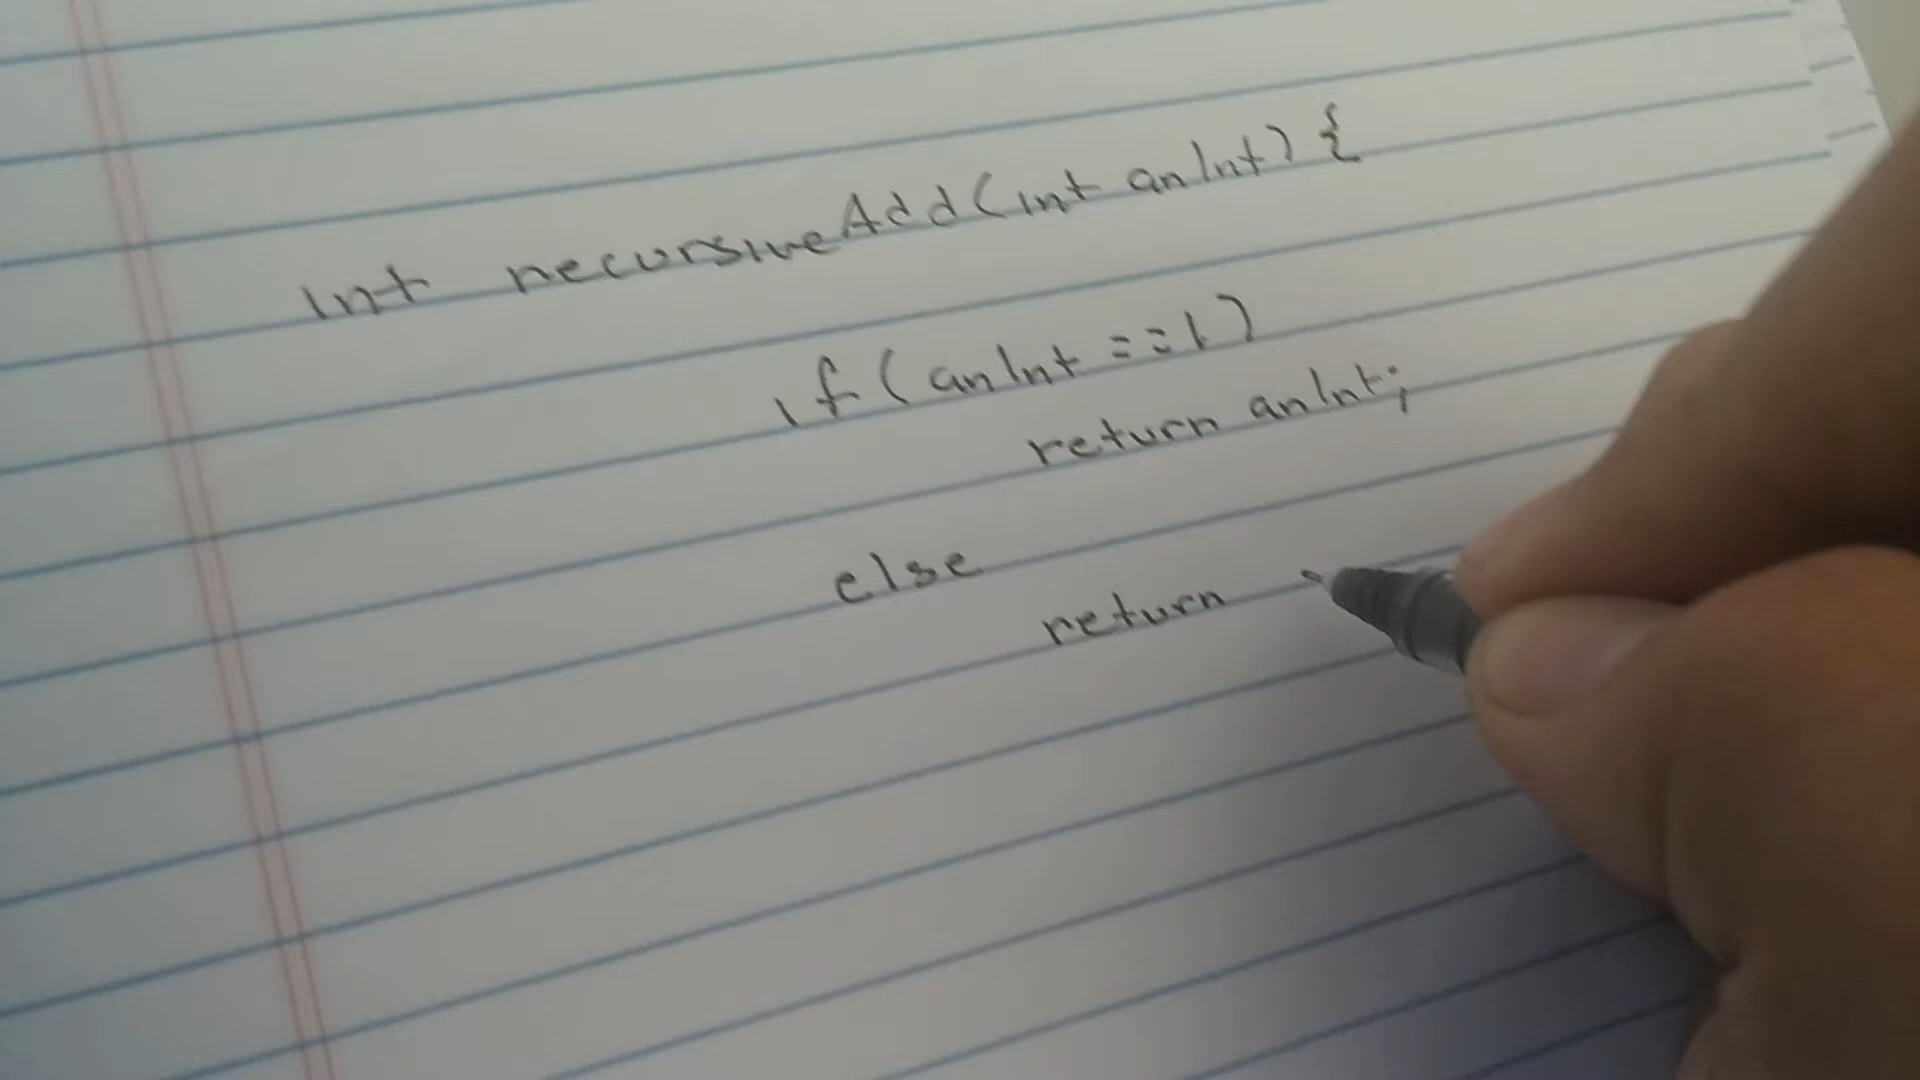 int recursiveAdd(int anInt) {
if (anInt == 1)
return anInt;
else
return